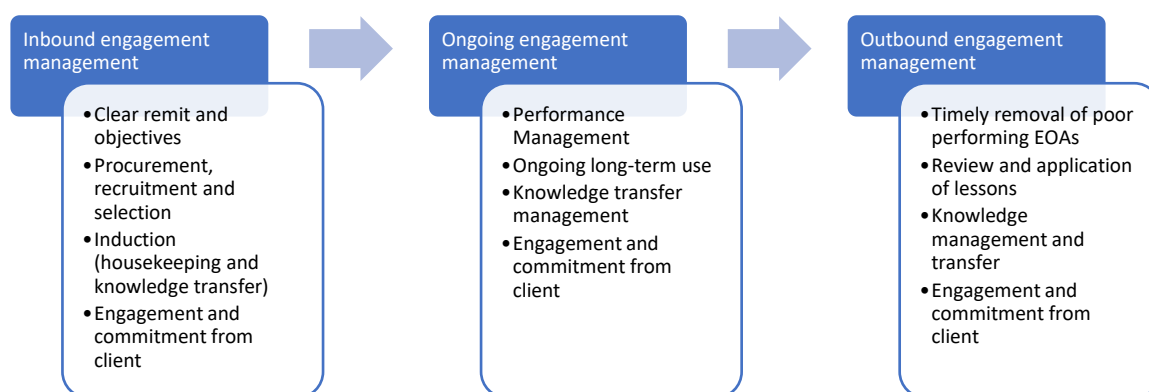 Inbound engagement
management
•Clear remit and
objectives
•Procurement,
recruitment and
selection
•Induction
(housekeeping and
knowledge transfer)
•Engagement and
commitment from
client
Ongoing engagement
management
•Performance
Management
•Ongoing long-term use
•Knowledge transfer
management
•Engagement and
commitment from
client
Outbound engagement
management
•Timely removal of poor
performing EOAs
•Review and application
of lessons
•Knowledge
management and
transfer
•Engagement and
commitment from
client